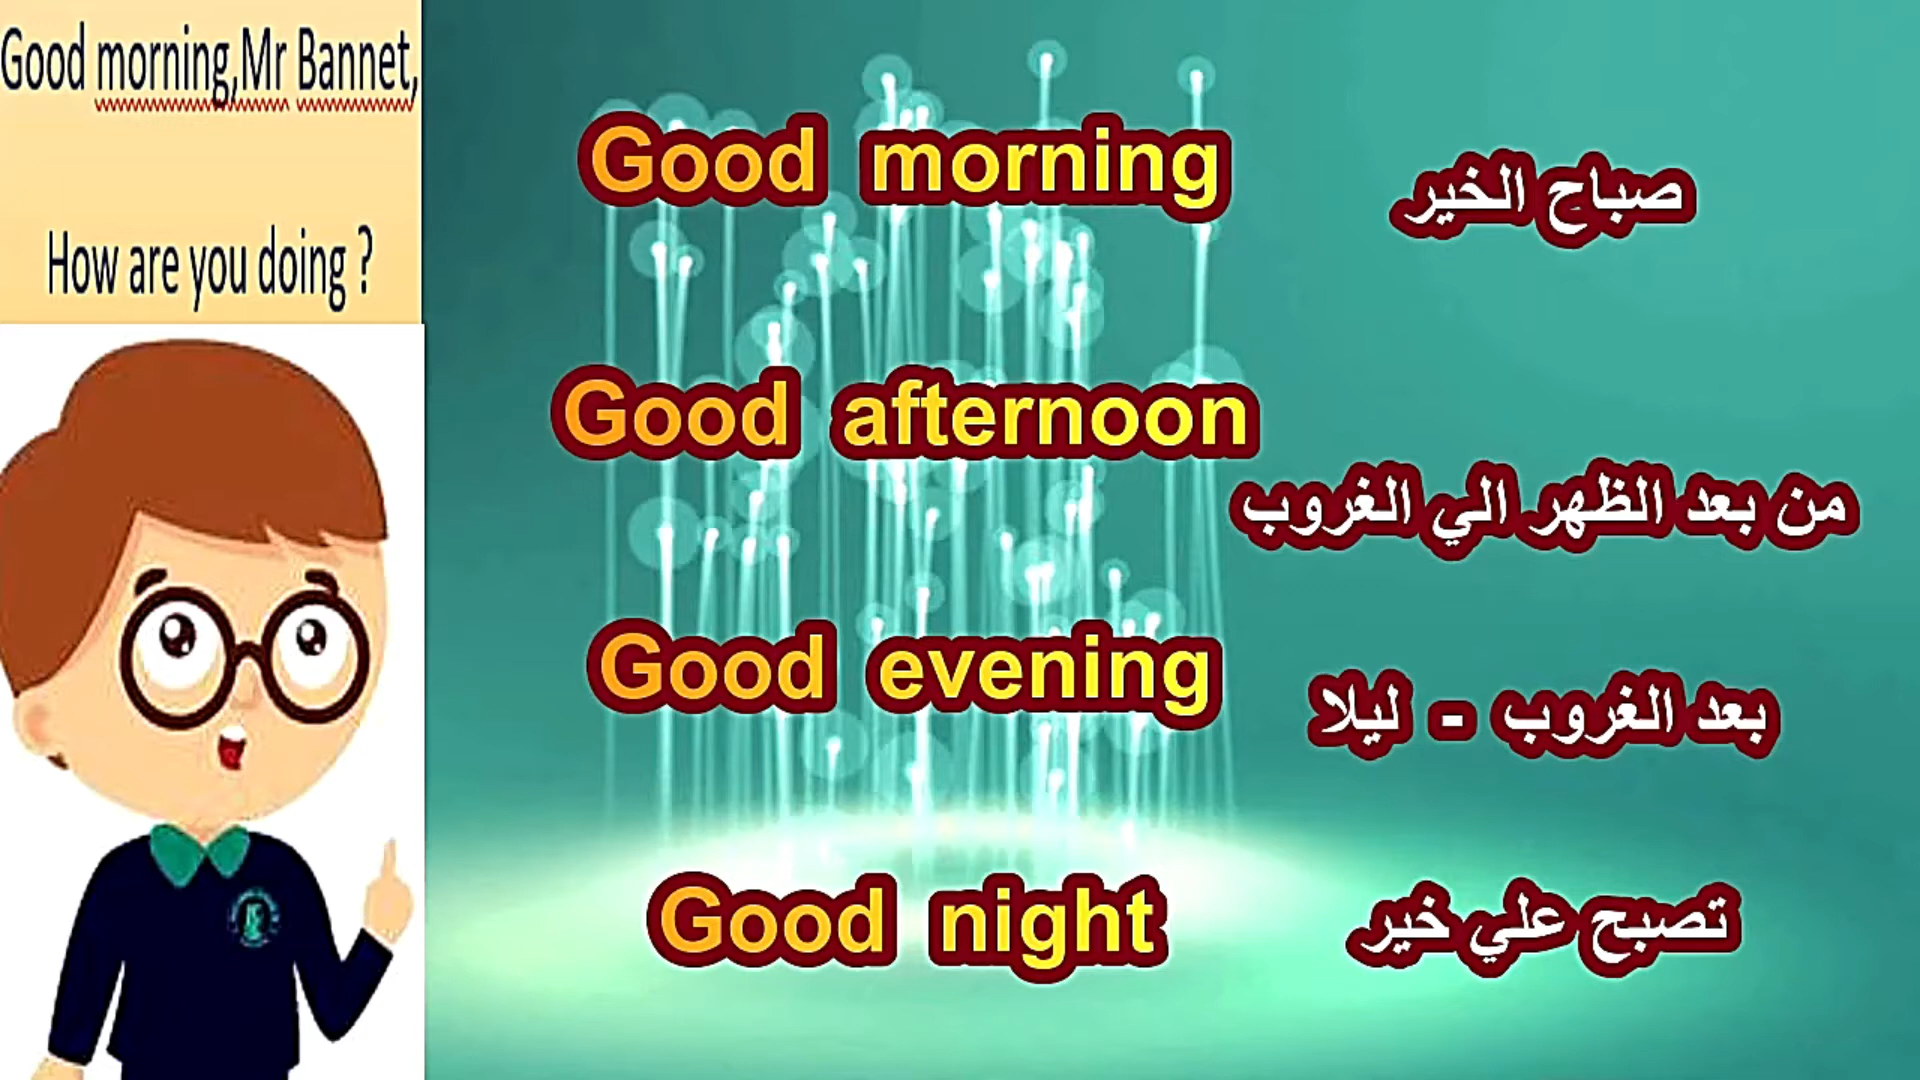 Good morning,Mr Bannet,
How are you doing ?
Good morning
صباح الخير
Good afternoon
من بعد الظهر الي الغروب
Good evening
بعد الغروب - ليلا
Good night
تصبح علي خير